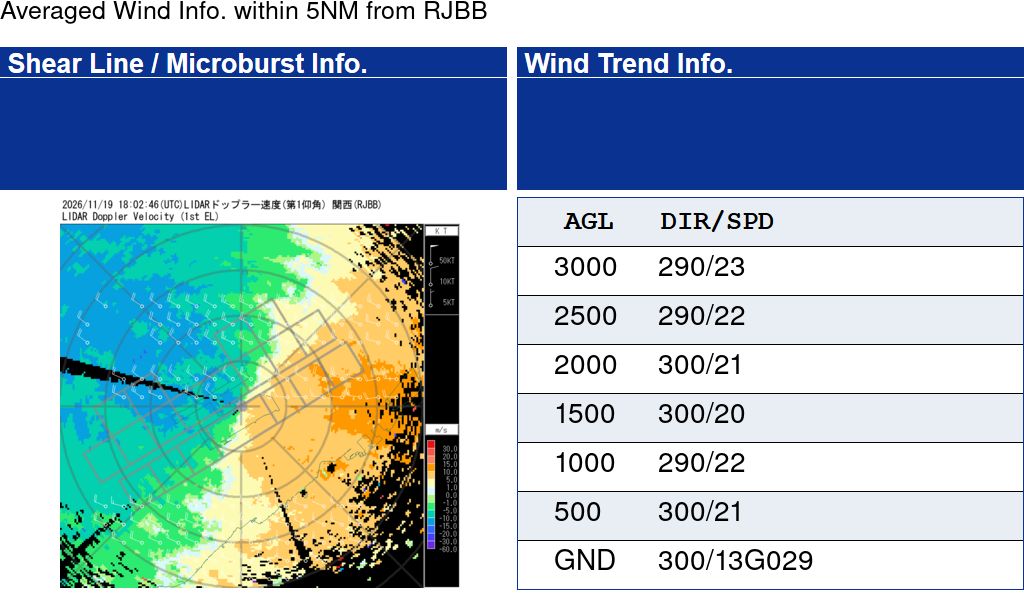 Averaged Wind Info. within 5NM from RJBB
Shear Line / Microburst Info.
Wind Trend Info.
2026/11/19 18:02:46(UTC)LIDARドップラー速度(第1仰角) 関西(RJBB)
LIDAR Doppler Velocity (1st EL)
KT
50KT
10KT
5KT
m/s
30.0
20.0
15.0
10.0
5.0
1.0
0.0
-1.0
-5.0
-10.0
-15.0
-20.0
-30.0
-60.0
AGL DIR/SPD
3000 290/23
2500 290/22
2000 300/21
1500 300/20
1000 290/22
500 300/21
GND 300/13G029